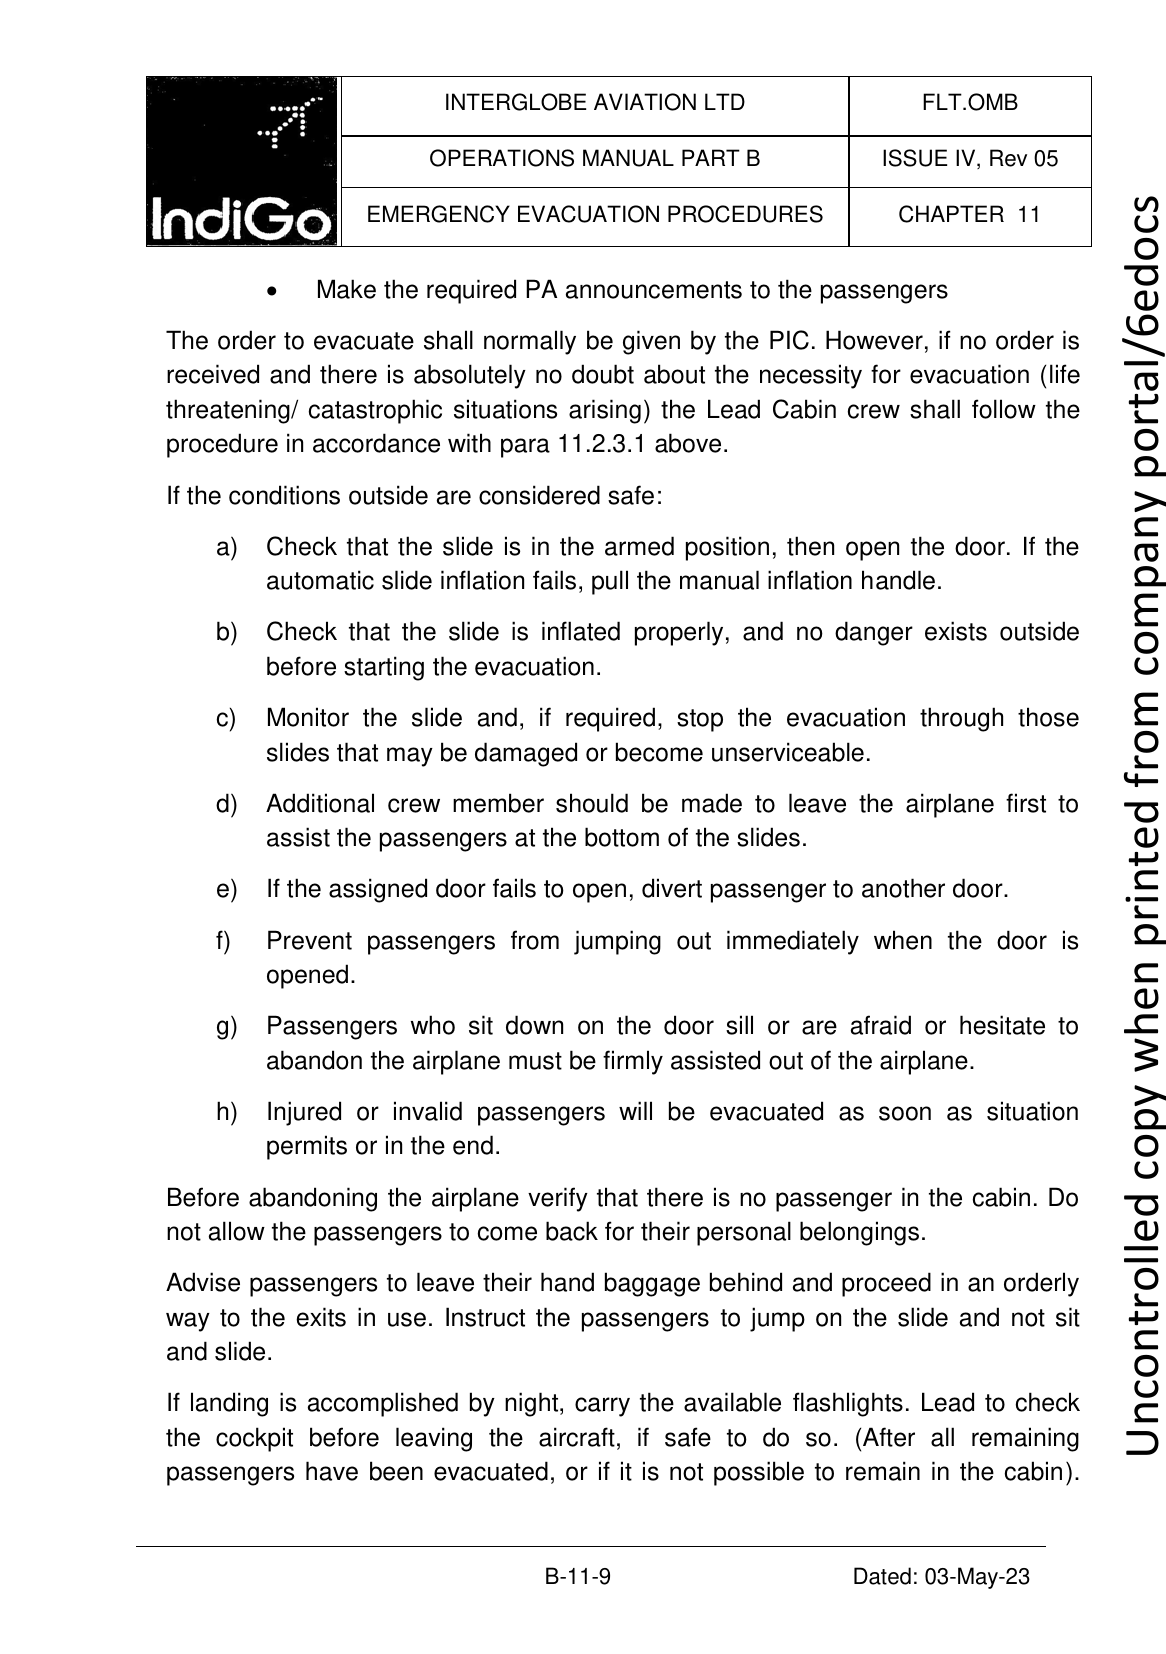 IndiGo
INTERGLOBE AVIATION LTD
FLT.OMB
OPERATIONS MANUAL PART B
ISSUE IV, Rev 05
EMERGENCY EVACUATION PROCEDURES
CHAPTER 11
• Make the required PA announcements to the passengers
The order to evacuate shall normally be given by the PIC. However, if no order is
received and there is absolutely no doubt about the necessity for evacuation (life
threatening/ catastrophic situations arising) the Lead Cabin crew shall follow the
procedure in accordance with para 11.2.3.1 above.
If the conditions outside are considered safe:
a) Check that the slide is in the armed position, then open the door. If the
automatic slide inflation fails, pull the manual inflation handle.
b) Check that the slide is inflated properly, and no danger exists outside
before starting the evacuation.
c) Monitor the slide and, if required, stop the evacuation through those
slides that may be damaged or become unserviceable.
d) Additional crew member should be made to leave the airplane first to
assist the passengers at the bottom of the slides.
e) If the assigned door fails to open, divert passenger to another door.
f) Prevent passengers from jumping out immediately when the door is
opened.
g) Passengers who sit down on the door sill or are afraid or hesitate to
abandon the airplane must be firmly assisted out of the airplane.
h) Injured or invalid passengers will be evacuated as soon as situation
permits or in the end.
Before abandoning the airplane verify that there is no passenger in the cabin. Do
not allow the passengers to come back for their personal belongings.
Advise passengers to leave their hand baggage behind and proceed in an orderly
way to the exits in use. Instruct the passengers to jump on the slide and not sit
and slide.
If landing is accomplished by night, carry the available flashlights. Lead to check
the cockpit before leaving the aircraft, if safe to do so. (After all remaining
passengers have been evacuated, or if it is not possible to remain in the cabin).
B-11-9
Dated: 03-May-23
Uncontrolled copy when printed from company portal/6edocs